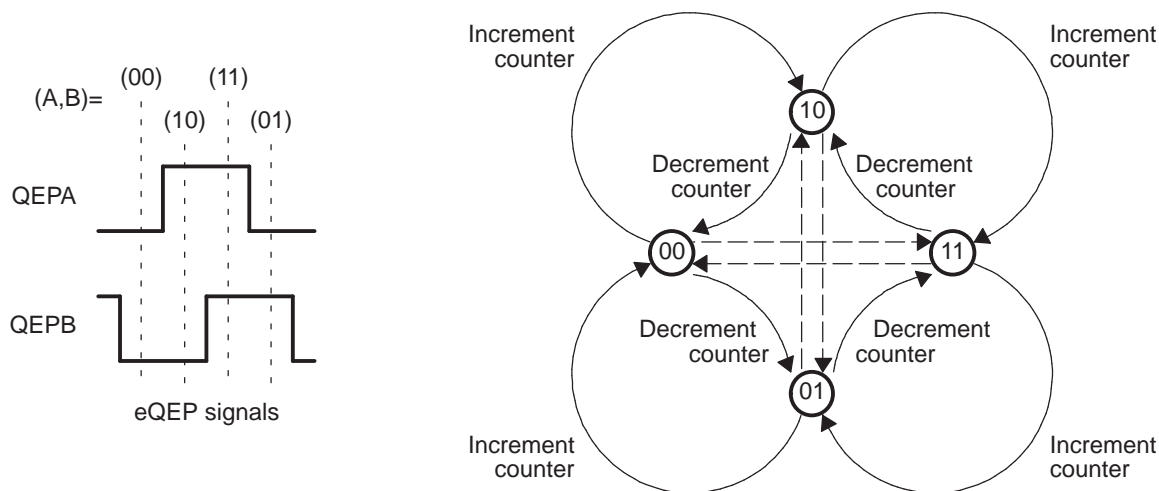 (A,B)=
(00)
(11)
(10)
(01)
QEPA
QEPB
eQEP signals
Increment
counter
Increment
counter
10
Decrement
counter
Decrement
counter
00
11
Decrement
counter
Decrement
counter
01
Increment
counter
Increment
counter